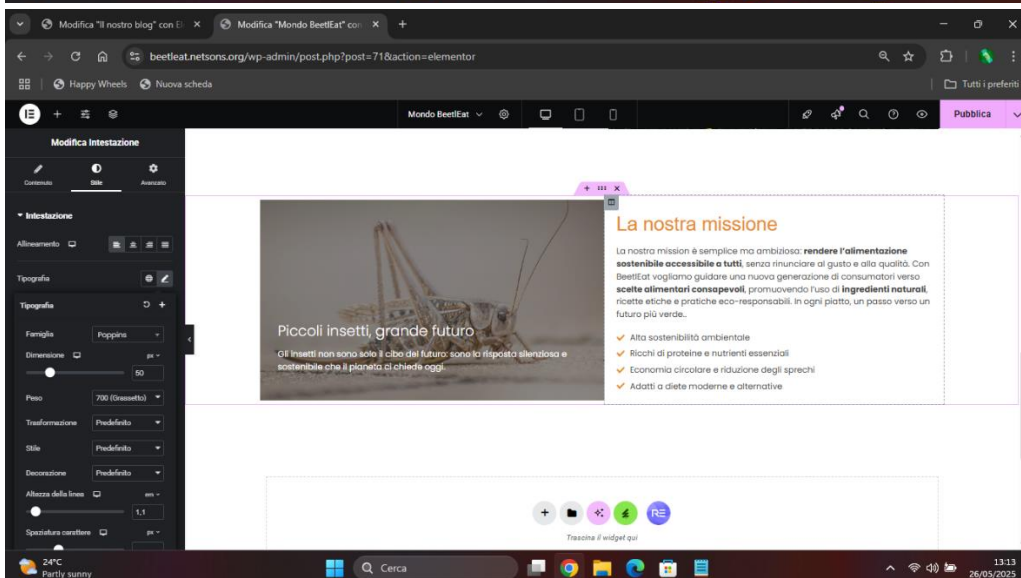 Modifica "Il nostro blog" con El
Modifica "Mondo BeetlEat" con
beetleat.netsons.org/wp-admin/post.php?post=71&action=elementor
Happy Wheels
Nuova scheda
Tutti i preferiti
Mondo BeetlEat
Pubblica
Modifica Intestazione
Contenuto
Stile
Avanzato
Intestazione
Allineamento
Tipografia
Tipografia
Famiglia
Poppins
Dimensione
px
50
Peso
700 (Grassetto)
Trasformazione
Predefinito
Stile
Predefinito
Decorazione
Predefinito
Altezza della linea
em
1,1
Spaziatura carattere
px
Piccoli insetti, grande futuro
Gli insetti non sono solo il cibo del futuro: sono la risposta silenziosa e
sostenibile che il pianeta ci chiede oggi.
La nostra missione
La nostra mission è semplice ma ambiziosa: rendere l'alimentazione
sostenibile accessibile a tutti, senza rinunciare al gusto e alla qualità. Con
BeetlEat vogliamo guidare una nuova generazione di consumatori verso
scelte alimentari consapevoli, promuovendo l'uso di ingredienti naturali,
ricette etiche e pratiche eco-responsabili. In ogni piatto, un passo verso un
futuro più verde..
Alta sostenibilità ambientale
Ricchi di proteine e nutrienti essenziali
Economia circolare e riduzione degli sprechi
Adatti a diete moderne e alternative
RE
Trascina il widget qui
24°C
Partly sunny
Cerca
13:13
26/05/2025